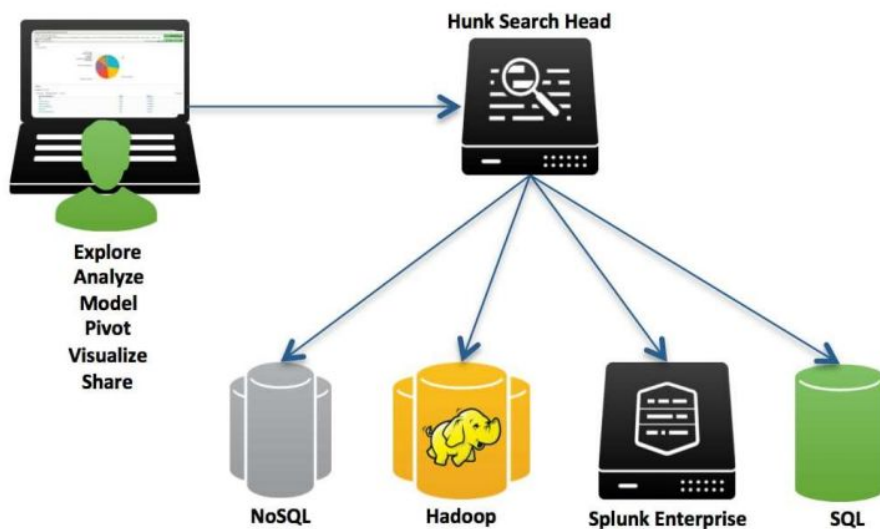 Hunk Search Head
Explore
Analyze
Model
Pivot
Visualize
Share
NoSQL
Hadoop
Splunk Enterprise
SQL